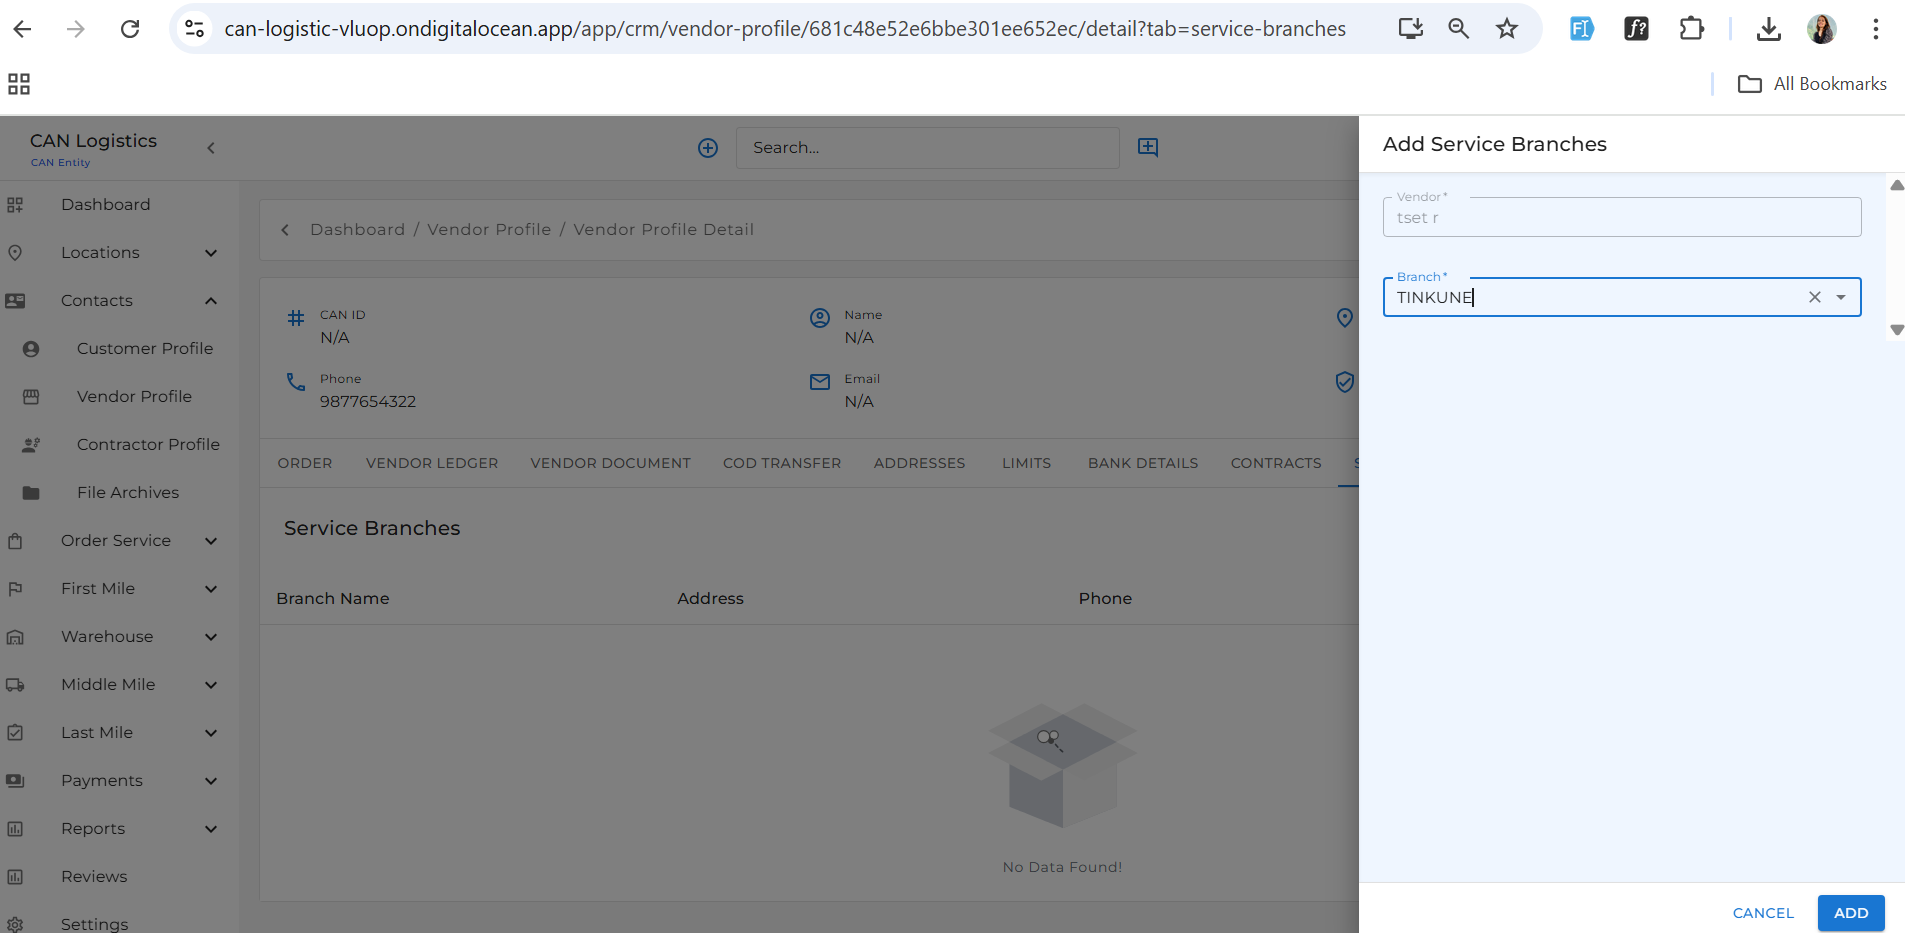 can-logistic-vluop.ondigitalocean.app/app/crm/vendor-profile/681c48e52e6bbe301ee652ec/detail?tab=service-branches
All Bookmarks
CAN Logistics
CAN Entity
Search...
Dashboard
Locations
Contacts
Customer Profile
Vendor Profile
Contractor Profile
File Archives
Order Service
First Mile
Warehouse
Middle Mile
Last Mile
Payments
Reports
Reviews
Settings
Dashboard / Vendor Profile / Vendor Profile Detail
CAN ID
N/A
Name
N/A
Phone
9877654322
Email
N/A
ORDER VENDOR LEDGER VENDOR DOCUMENT COD TRANSFER ADDRESSES LIMITS BANK DETAILS CONTRACTS
Service Branches
Branch Name Address Phone
No Data Found!
Add Service Branches
Vendor*
tset r
Branch*
TINKUNE
CANCEL ADD